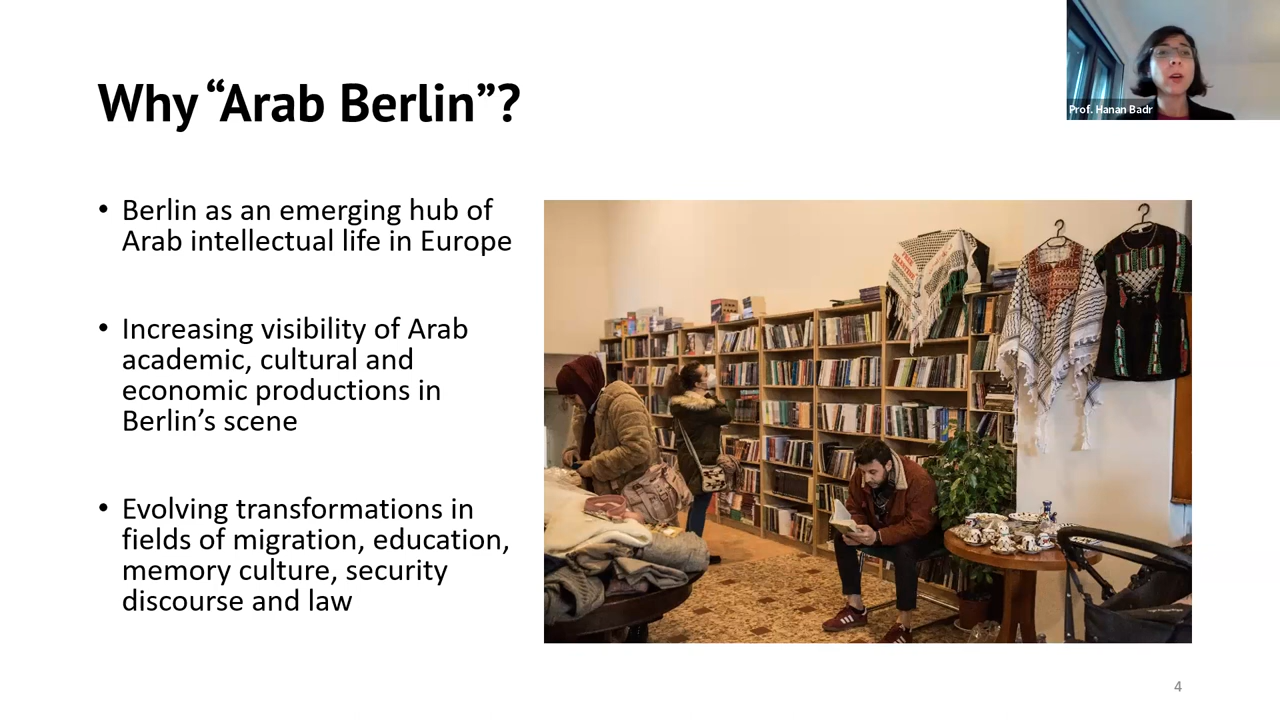 Prof. Hanan Badr
Why “Arab Berlin”?
• Berlin as an emerging hub of
Arab intellectual life in Europe
• Increasing visibility of Arab
academic, cultural and
economic productions in
Berlin’s scene
• Evolving transformations in
fields of migration, education,
memory culture, security
discourse and law
4